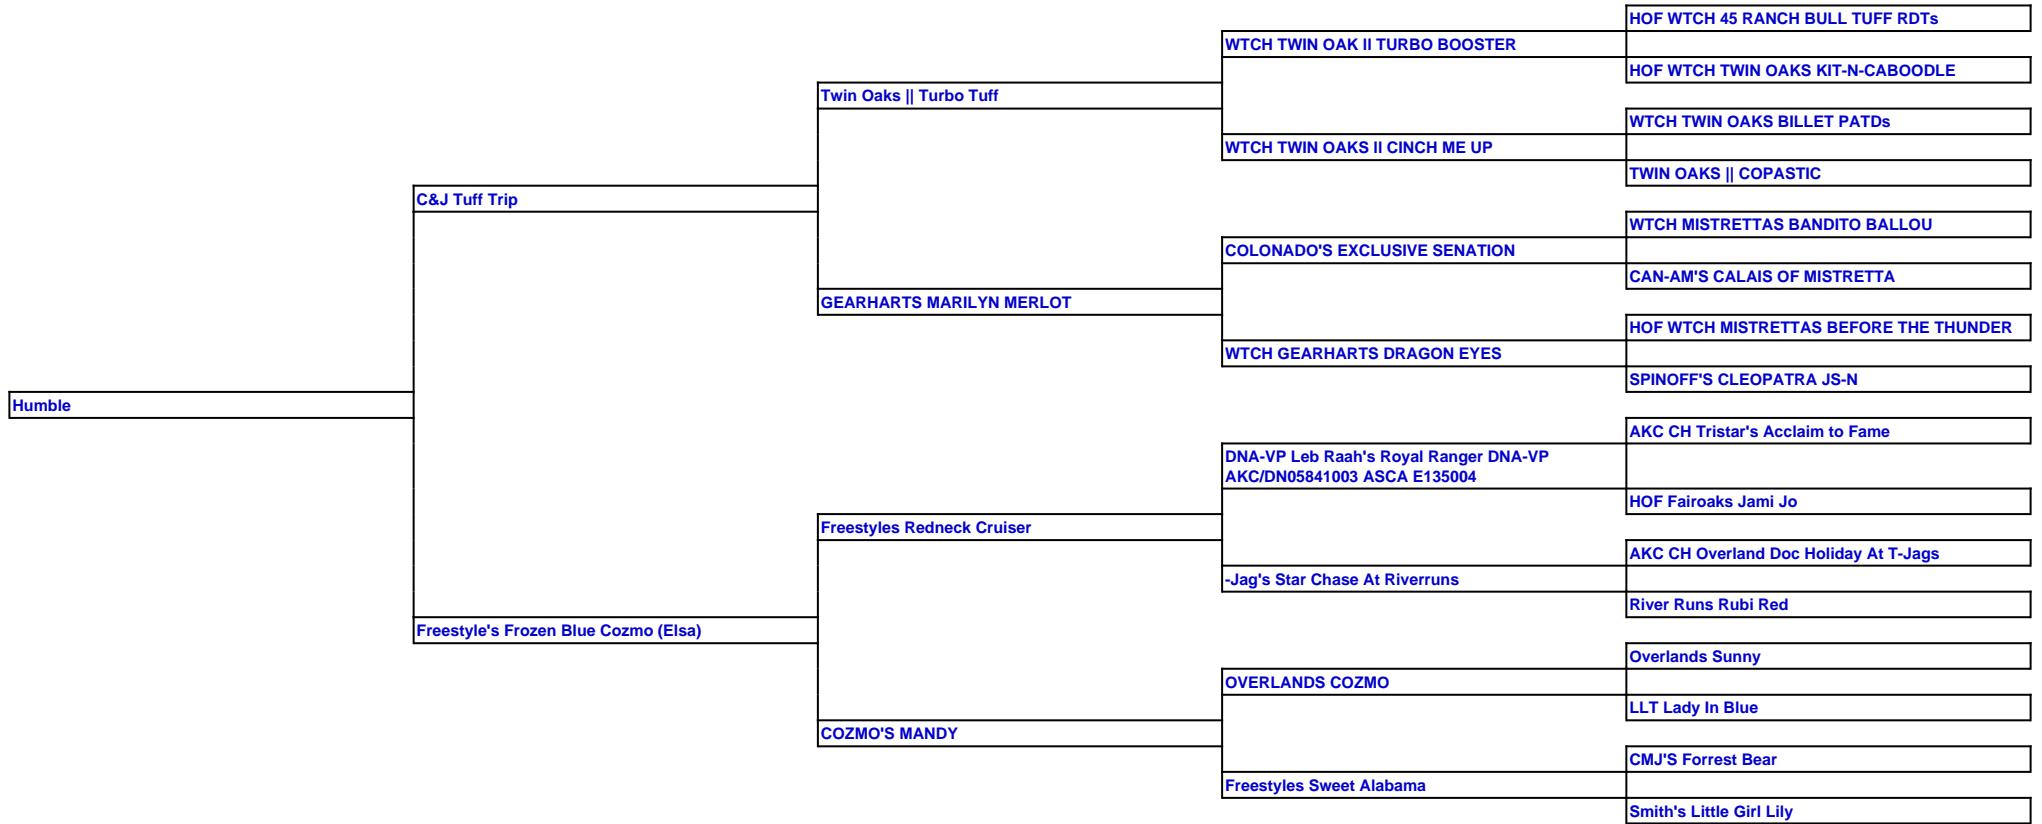 HOF WTCH 45 RANCH BULL TUFF RDTs
WTCH TWIN OAK II TURBO BOOSTER
HOF WTCH TWIN OAKS KIT-N-CABOODLE
Twin Oaks || Turbo Tuff
WTCH TWIN OAKS BILLET PATDs
WTCH TWIN OAKS II CINCH ME UP
TWIN OAKS || COPASTIC
C&J Tuff Trip
WTCH MISTRETTAS BANDITO BALLOU
COLONADO'S EXCLUSIVE SENATION
CAN-AM'S CALAIS OF MISTRETTA
GEARHARTS MARILYN MERLOT
HOF WTCH MISTRETTAS BEFORE THE THUNDER
WTCH GEARHARTS DRAGON EYES
SPINOFF'S CLEOPATRA JS-N
Humble
AKC CH Tristar's Acclaim to Fame
DNA-VP Leb Raah's Royal Ranger DNA-VP
AKC/DN05841003 ASCA E135004
HOF Fairoaks Jami Jo
Freestyles Redneck Cruiser
AKC CH Overland Doc Holiday At T-Jags
-Jag's Star Chase At Riverruns
River Runs Rubi Red
Freestyle's Frozen Blue Cozmo (Elsa)
Overlands Sunny
OVERLANDS COZMO
LLT Lady In Blue
COZMO'S MANDY
CMJ'S Forrest Bear
Freestyles Sweet Alabama
Smith's Little Girl Lily